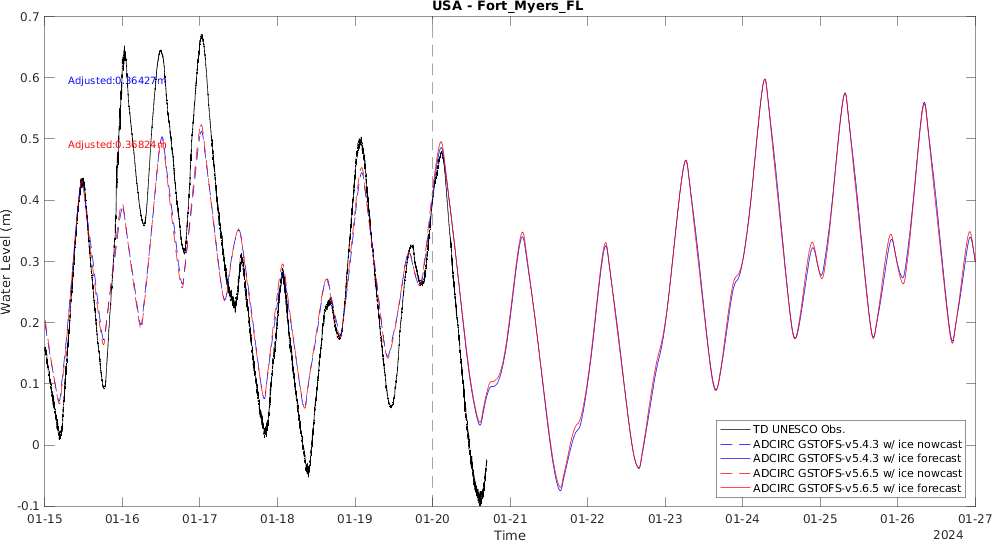 USA - Fort_Myers_FL
0.7
0.6
0.5
0.4
0.3
0.2
0.1
0
-0.1
Water Level (m)
Adjusted:0.36427m
Adjusted:0.36824m
TD UNESCO Obs.
ADCIRC GSTOFS-v5.4.3 w/ ice nowcast
ADCIRC GSTOFS-v5.4.3 w/ ice forecast
ADCIRC GSTOFS-v5.6.5 w/ ice nowcast
ADCIRC GSTOFS-v5.6.5 w/ ice forecast
01-15 01-16 01-17 01-18 01-19 01-20 01-21 01-22 01-23 01-24 01-25 01-26 01-27
Time 2024